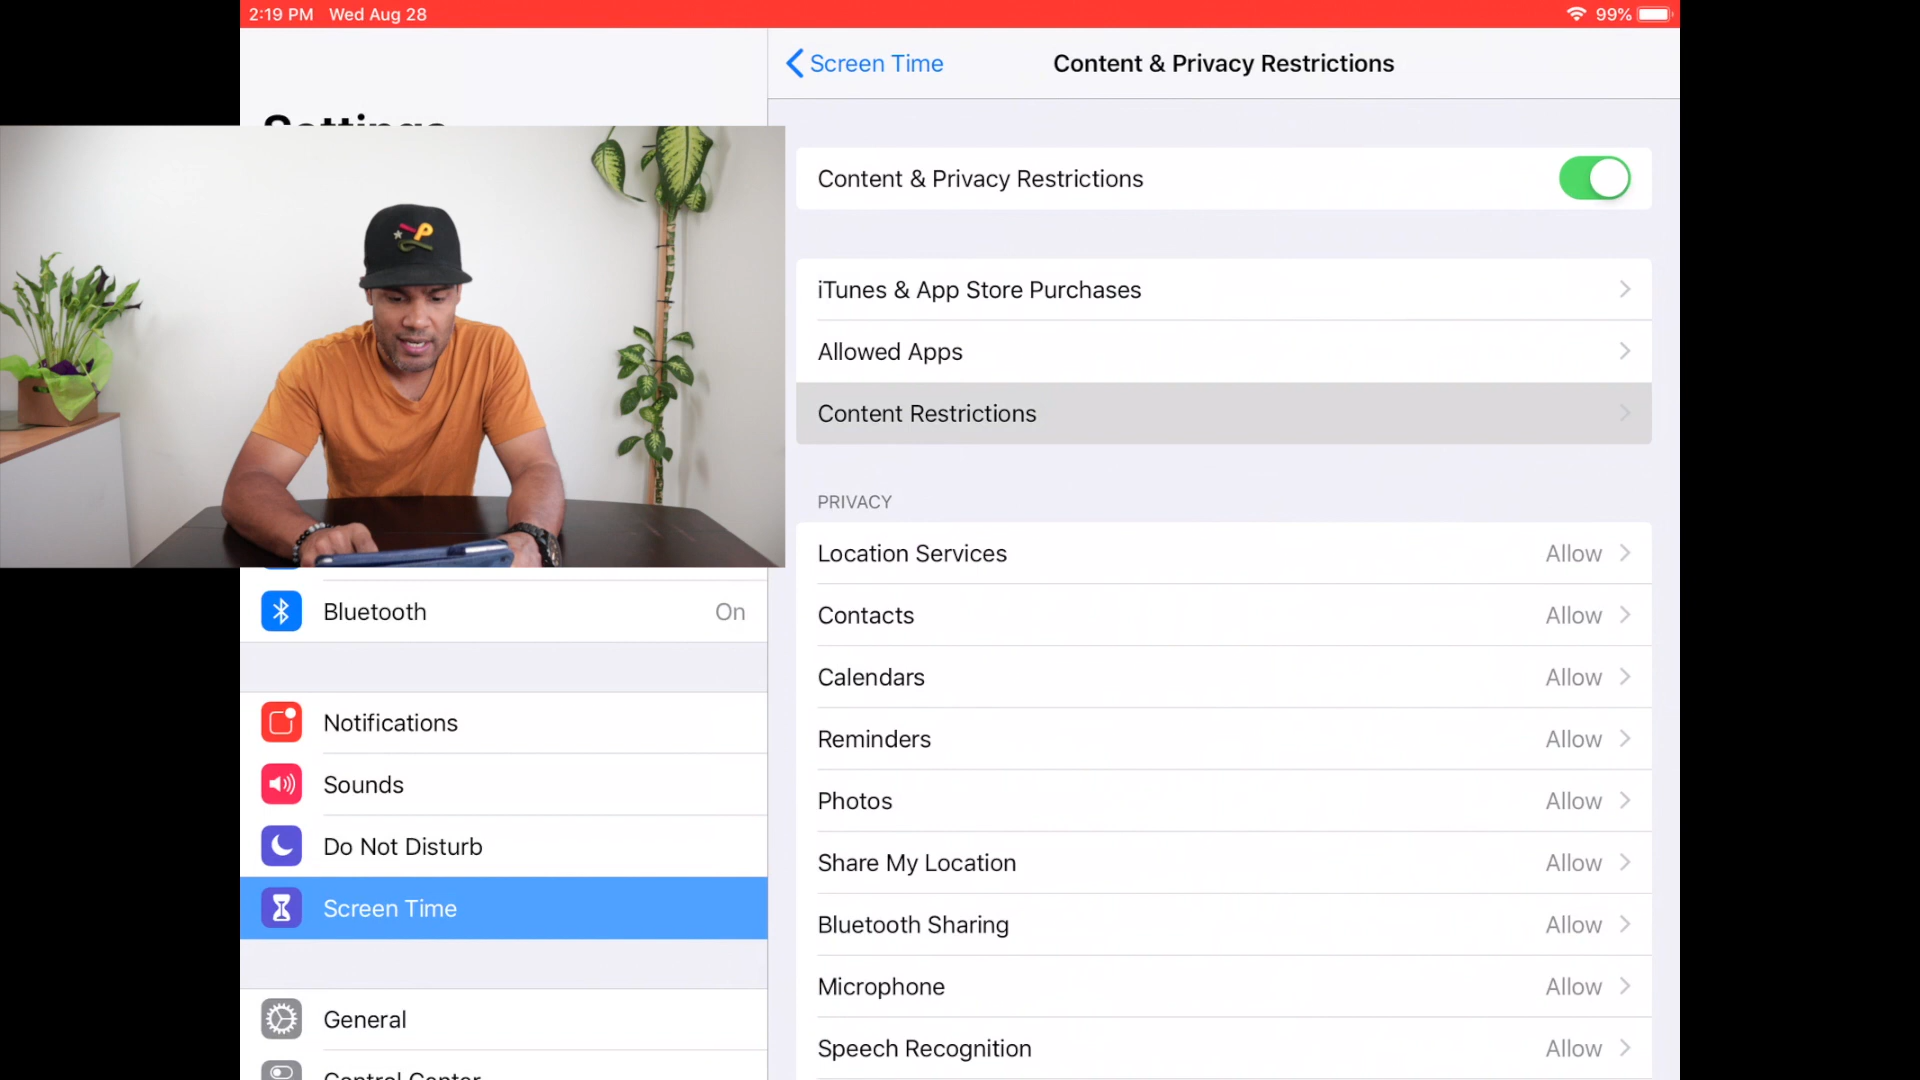 2:19 PM Wed Aug 28
99%
Settings
Bluetooth On
Notifications
Sounds
Do Not Disturb
Screen Time
General
Control Center
Screen Time
Content & Privacy Restrictions
Content & Privacy Restrictions
iTunes & App Store Purchases
Allowed Apps
Content Restrictions
PRIVACY
Location Services Allow
Contacts Allow
Calendars Allow
Reminders Allow
Photos Allow
Share My Location Allow
Bluetooth Sharing Allow
Microphone Allow
Speech Recognition Allow
P